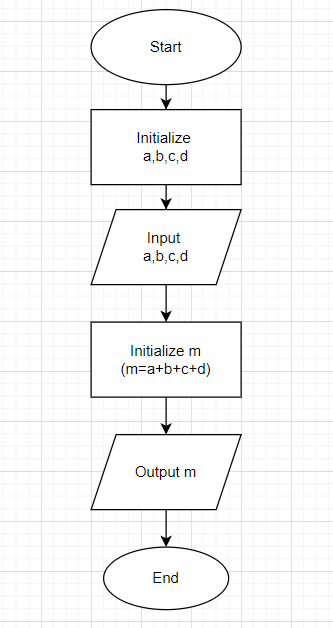 Start
Initialize
a,b,c,d
Input
a,b,c,d
Initialize m
(m=a+b+c+d)
Output m
End